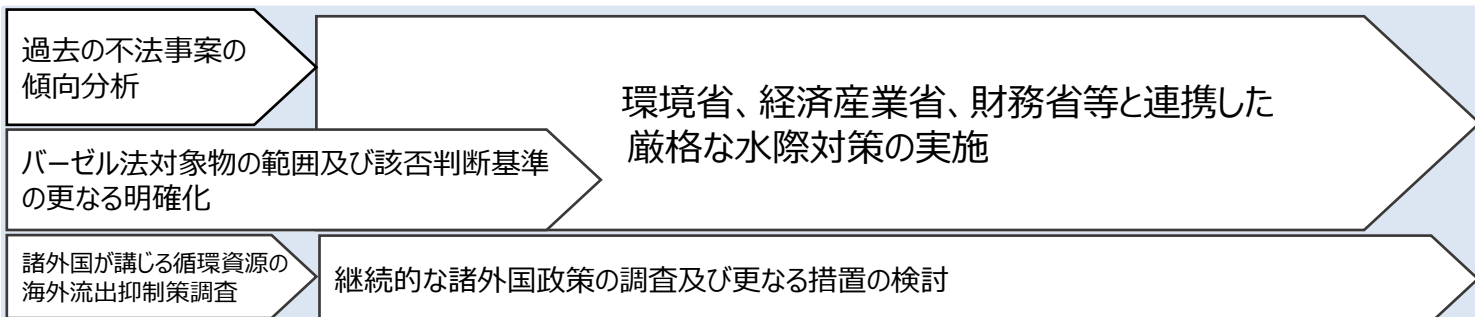 過去の不法事案の
傾向分析
環境省、経済産業省、財務省等と連携した
厳格な水際対策の実施
バーゼル法対象物の範囲及び該否判断基準
の更なる明確化
諸外国が講じる循環資源の
海外流出抑制策調査
継続的な諸外国政策の調査及び更なる措置の検討